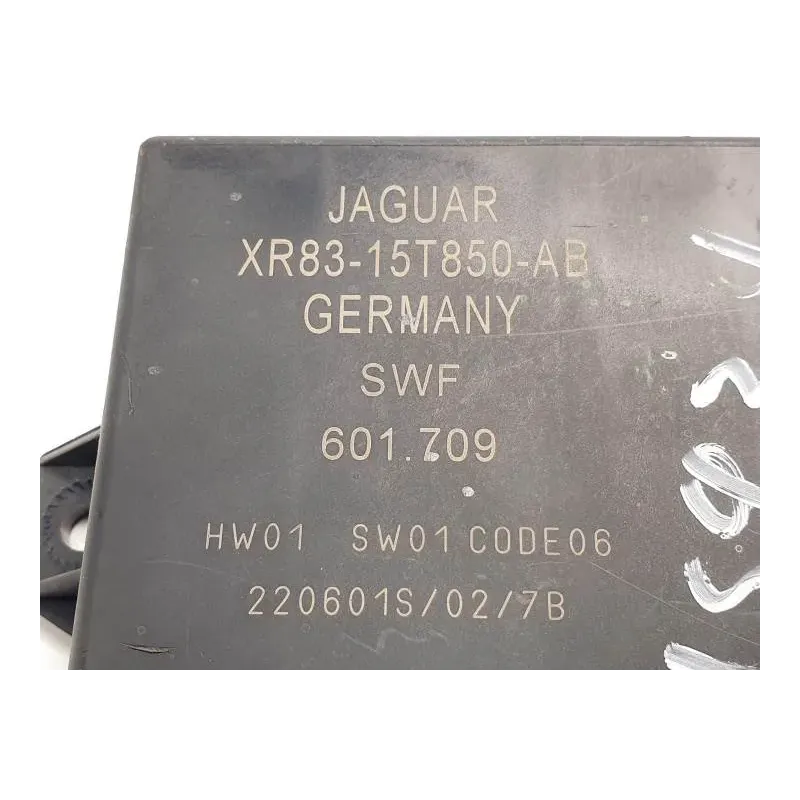 JAGUAR
XR83-15T850-AB
GERMANY
SWF
601.709
HW01 SW01 CODE06
220601S/02/7B